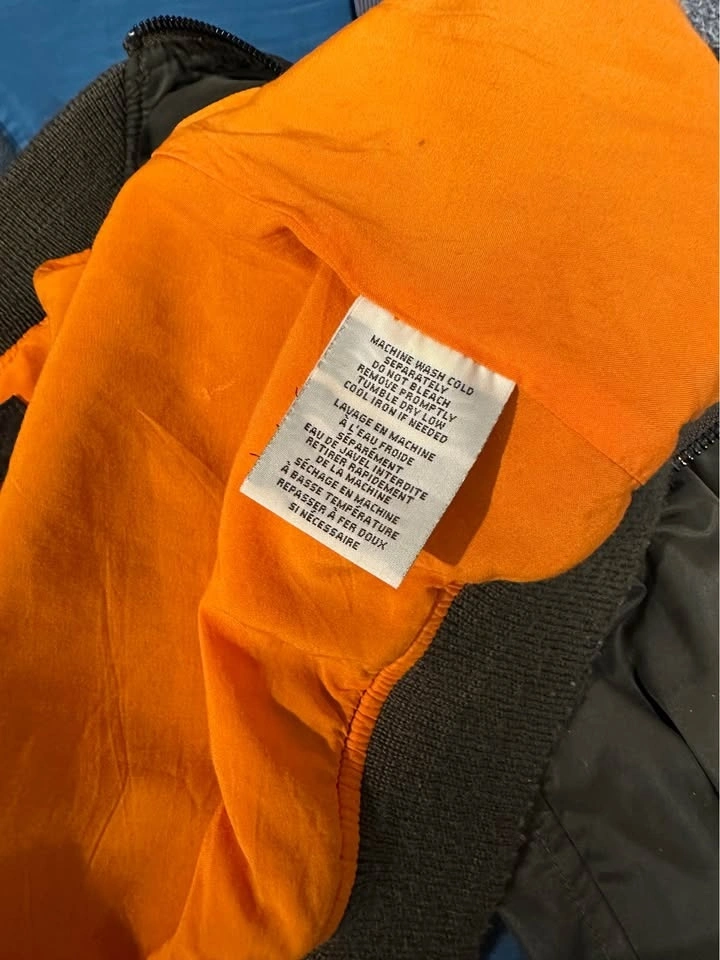 MACHINE WASH COLD
SEPARATELY
DO NOT BLEACH
REMOVE PROMPTLY
TUMBLE DRY LOW
COOL IRON IF NEEDED
LAVAGE EN MACHINE
À L'EAU FROIDE
SÉPARÉMENT
EAU DE JAVEL INTERDITE
RETIRER RAPIDEMENT
DE LA MACHINE
SÉCHAGE EN MACHINE
À BASSE TEMPÉRATURE
REPASSER À FER DOUX
SI NÉCESSAIRE